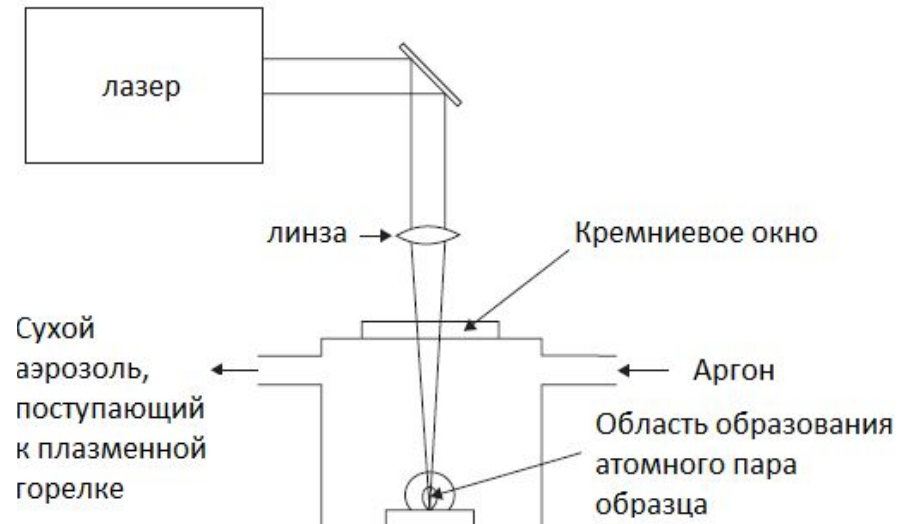 лазер
линза
Кремниевое окно
Сухой
аэрозоль,
поступающий
к плазменной
горелке
Аргон
Область образования
атомного пара
образца